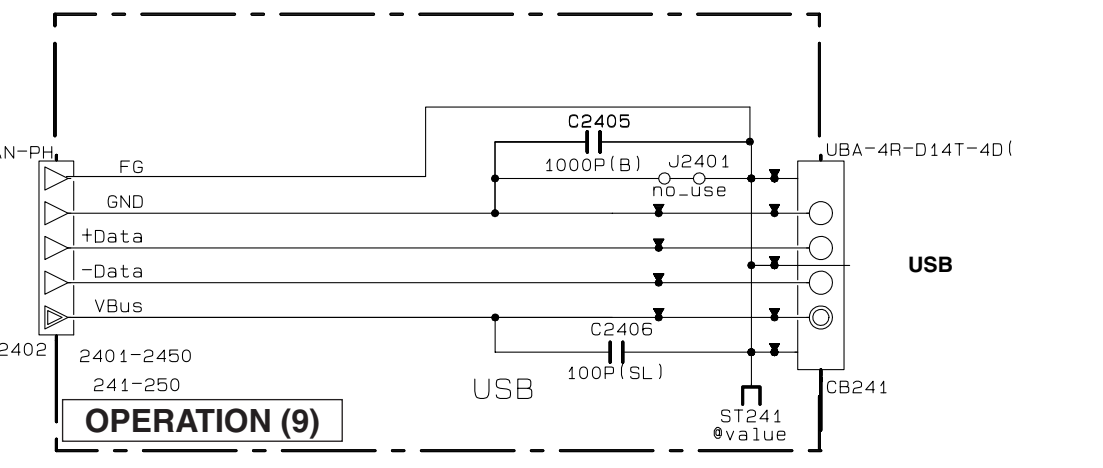 AN-PH
FG
GND
+Data
-Data
VBus
2402
2401-2450
241-250
OPERATION (9)
USB
C2405
1000P(B)
J2401
no_use
C2406
100P(SL)
ST241
@value
UBA-4R-D14T-4D(
USB
CB241